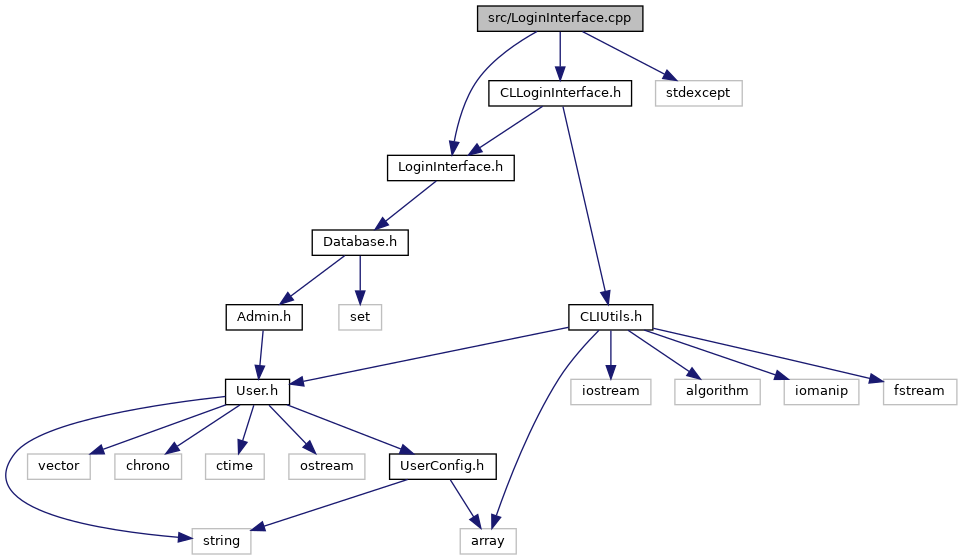 src/LoginInterface.cpp
CLLoginInterface.h
stdexcept
LoginInterface.h
Database.h
Admin.h
set
CLIUtils.h
User.h
iostream
algorithm
iomanip
fstream
vector
chrono
ctime
ostream
UserConfig.h
string
array